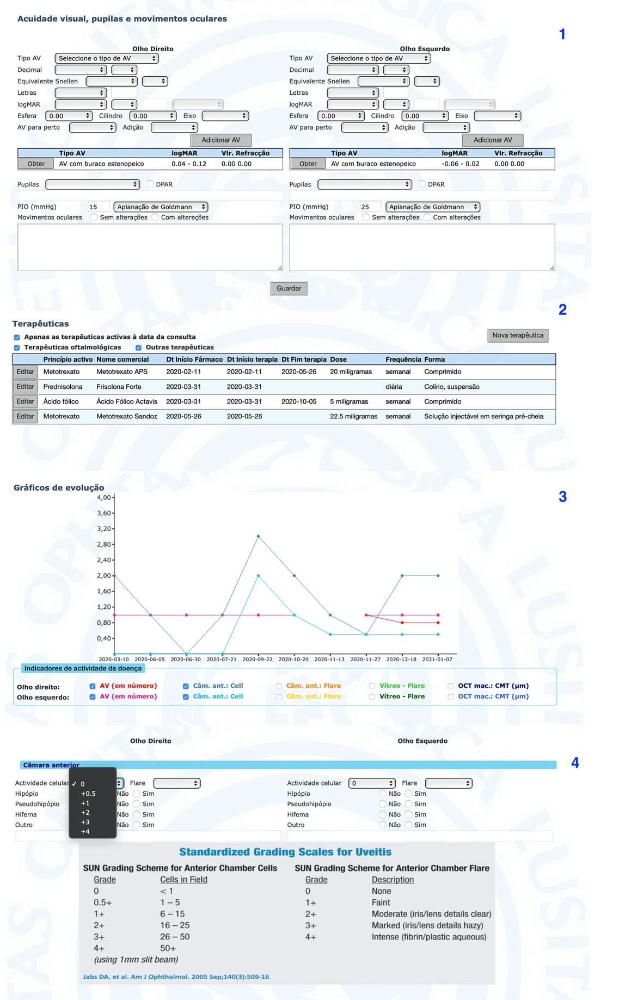 Acuidade visual, pupilas e movimentos oculares
1
Olho Direito Olho Esquerdo
Tipo AV Seleccione o tipo de AV Tipo AV Seleccione o tipo de AV
Decimal Decimal
Equivalente Snellen Equivalente Snellen
Letras Letras
logMAR logMAR
Esfera 0.00 Cilindro 0.00 Eixo Esfera 0.00 Cilindro 0.00 Eixo
AV para perto Adição AV para perto Adição
Adicionar AV Adicionar AV
Tipo AV logMAR Vlr. Refracção Tipo AV logMAR Vlr. Refracção
Obter AV com buraco estenopeico 0.04 - 0.12 0.00 0.00 Obter AV com buraco estenopeico -0.06 - 0.02 0.00 0.00
Pupilas DPAR Pupilas DPAR
PIO (mmHg) 15 Aplanação de Goldmann PIO (mmHg) 25 Aplanação de Goldmann
Movimentos oculares Sem alterações Com alterações Movimentos oculares Sem alterações Com alterações
Guardar
2
Terapêuticas
Apenas as terapêuticas activas à data da consulta Nova terapêutica
Terapêuticas oftalmológicas Outras terapêuticas
Princípio activo Nome comercial Dt Início Fármaco Dt Início terapia Dt Fim terapia Dose Frequência Forma
Editar Metotrexato Metotrexato APS 2020-02-11 2020-02-11 2020-05-26 20 miligramas semanal Comprimido
Editar Prednisolona Frisolona Forte 2020-03-31 2020-03-31 diária Colírio, suspensão
Editar Ácido fólico Ácido Fólico Actavis 2020-03-31 2020-03-31 2020-10-05 5 miligramas semanal Comprimido
Editar Metotrexato Metotrexato Sandoz 2020-05-26 2020-05-26 22.5 miligramas semanal Solução injectável em seringa pré-cheia
Gráficos de evolução
3
4,00
3,60
3,20
2,80
2,40
2,00
1,60
1,20
0,80
0,40
2020-03-10 2020-06-05 2020-06-30 2020-07-21 2020-09-22 2020-10-20 2020-11-13 2020-11-27 2020-12-18 2021-01-07
Indicadores de actividade da doença
Olho direito: AV (em número) Câm. ant.: Cell Câm. ant.: Flare Vítreo - Flare OCT mac.: CMT (µm)
Olho esquerdo: AV (em número) Câm. ant.: Cell Câm. ant.: Flare Vítreo - Flare OCT mac.: CMT (µm)
Olho Direito Olho Esquerdo
4
Câmara anterior
Actividade celular ✓ 0 Flare Actividade celular 0 Flare
Hipópio +0.5 Não Sim Hipópio Não Sim
Pseudohipópio +1 Não Sim Pseudohipópio Não Sim
+2
Hifema Não Sim Hifema Não Sim
+3
Outro Não Sim Outro Não Sim
+4
Standardized Grading Scales for Uveitis
SUN Grading Scheme for Anterior Chamber Cells SUN Grading Scheme for Anterior Chamber Flare
Grade Cells in Field Grade Description
0 < 1 0 None
0.5+ 1 – 5 1+ Faint
1+ 6 – 15 2+ Moderate (iris/lens details clear)
2+ 16 – 25 3+ Marked (iris/lens details hazy)
3+ 26 – 50 4+ Intense (fibrin/plastic aqueous)
4+ 50+
(using 1mm slit beam)
Jabs DA. et al. Am J Ophthalmol. 2005 Sep;140(3):509-16